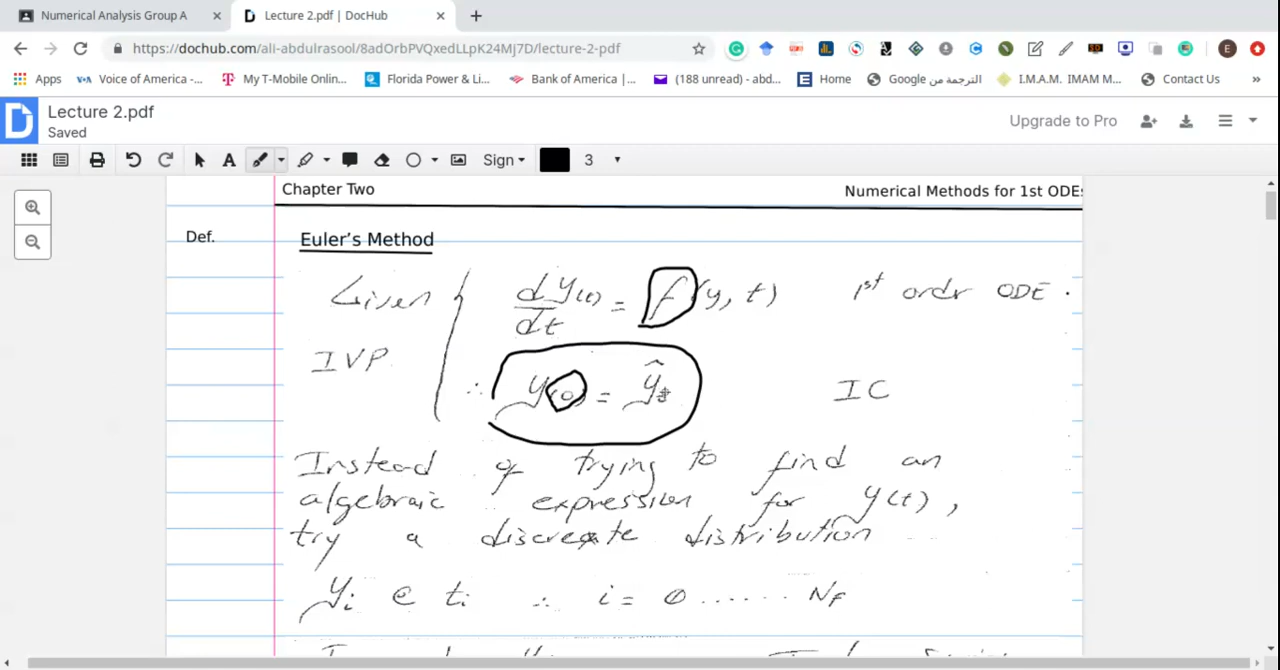 Numerical Analysis Group A
Lecture 2.pdf | DocHub
https://dochub.com/ali-abdulrasool/8adOrbPVQxedLLpK24Mj7D/lecture-2-pdf
E
Apps
Voice of America -...
My T-Mobile Onlin...
Florida Power & Li...
Bank of America |...
(188 unread) - abd...
Home
Google الترجمة من
I.M.A.M. IMAM M...
Contact Us
»
Lecture 2.pdf
Saved
Upgrade to Pro
A
Sign
3
Chapter Two
Numerical Methods for 1st ODEs
Def.
Euler's Method
Given { dy(t)/dt = f(y, t) 1st ordr ODE.
IVP ∴ y(0) = ŷ IC
Instead of trying to find an
algebraic expression for y(t),
try a discrete distribution
yi @ ti ∴ i = 0 ...... NF